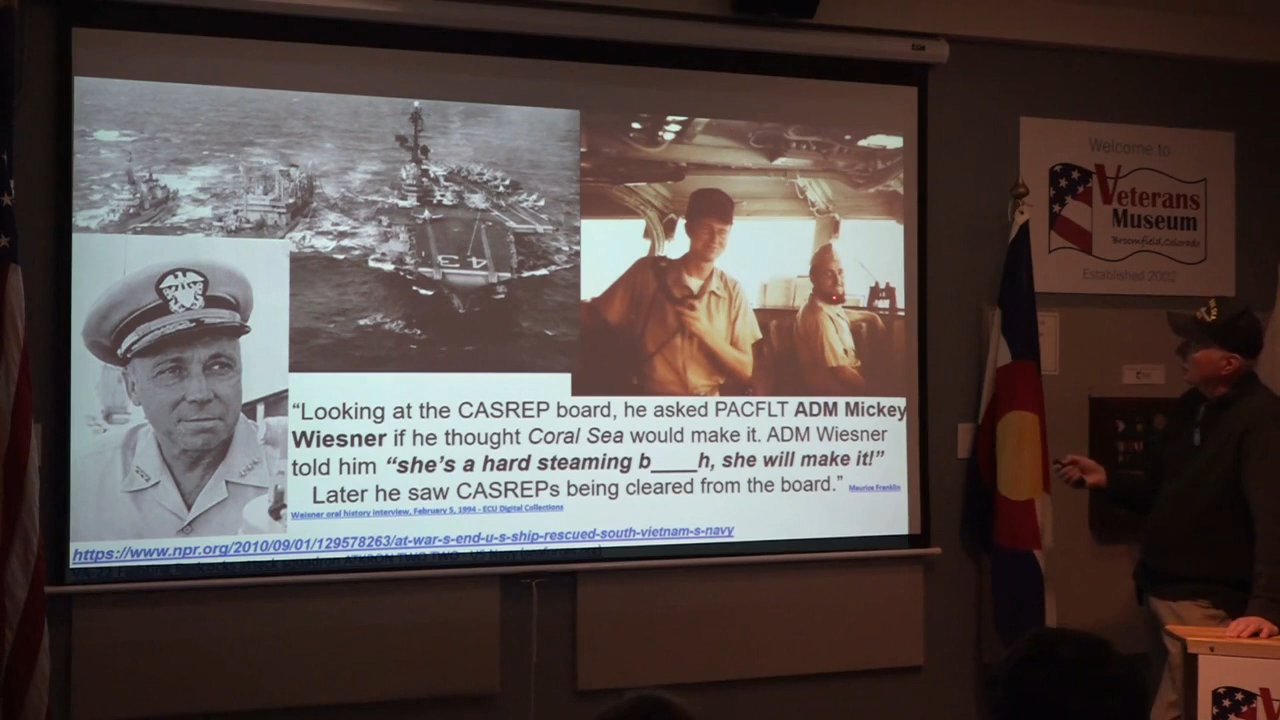 43
"Looking at the CASREP board, he asked PACFLT ADM Mickey
Wiesner if he thought Coral Sea would make it. ADM Wiesner
told him "she's a hard steaming b____h, she will make it!"
Later he saw CASREPs being cleared from the board." Maurice Franklin
Weisner oral history interview, February 5, 1994 - ECU Digital Collections
https://www.npr.org/2010/09/01/129578263/at-war-s-end-u-s-ship-rescued-south-vietnam-s-navy
Welcome to
Veterans
Museum
Broomfield, Colorado
Established 2002